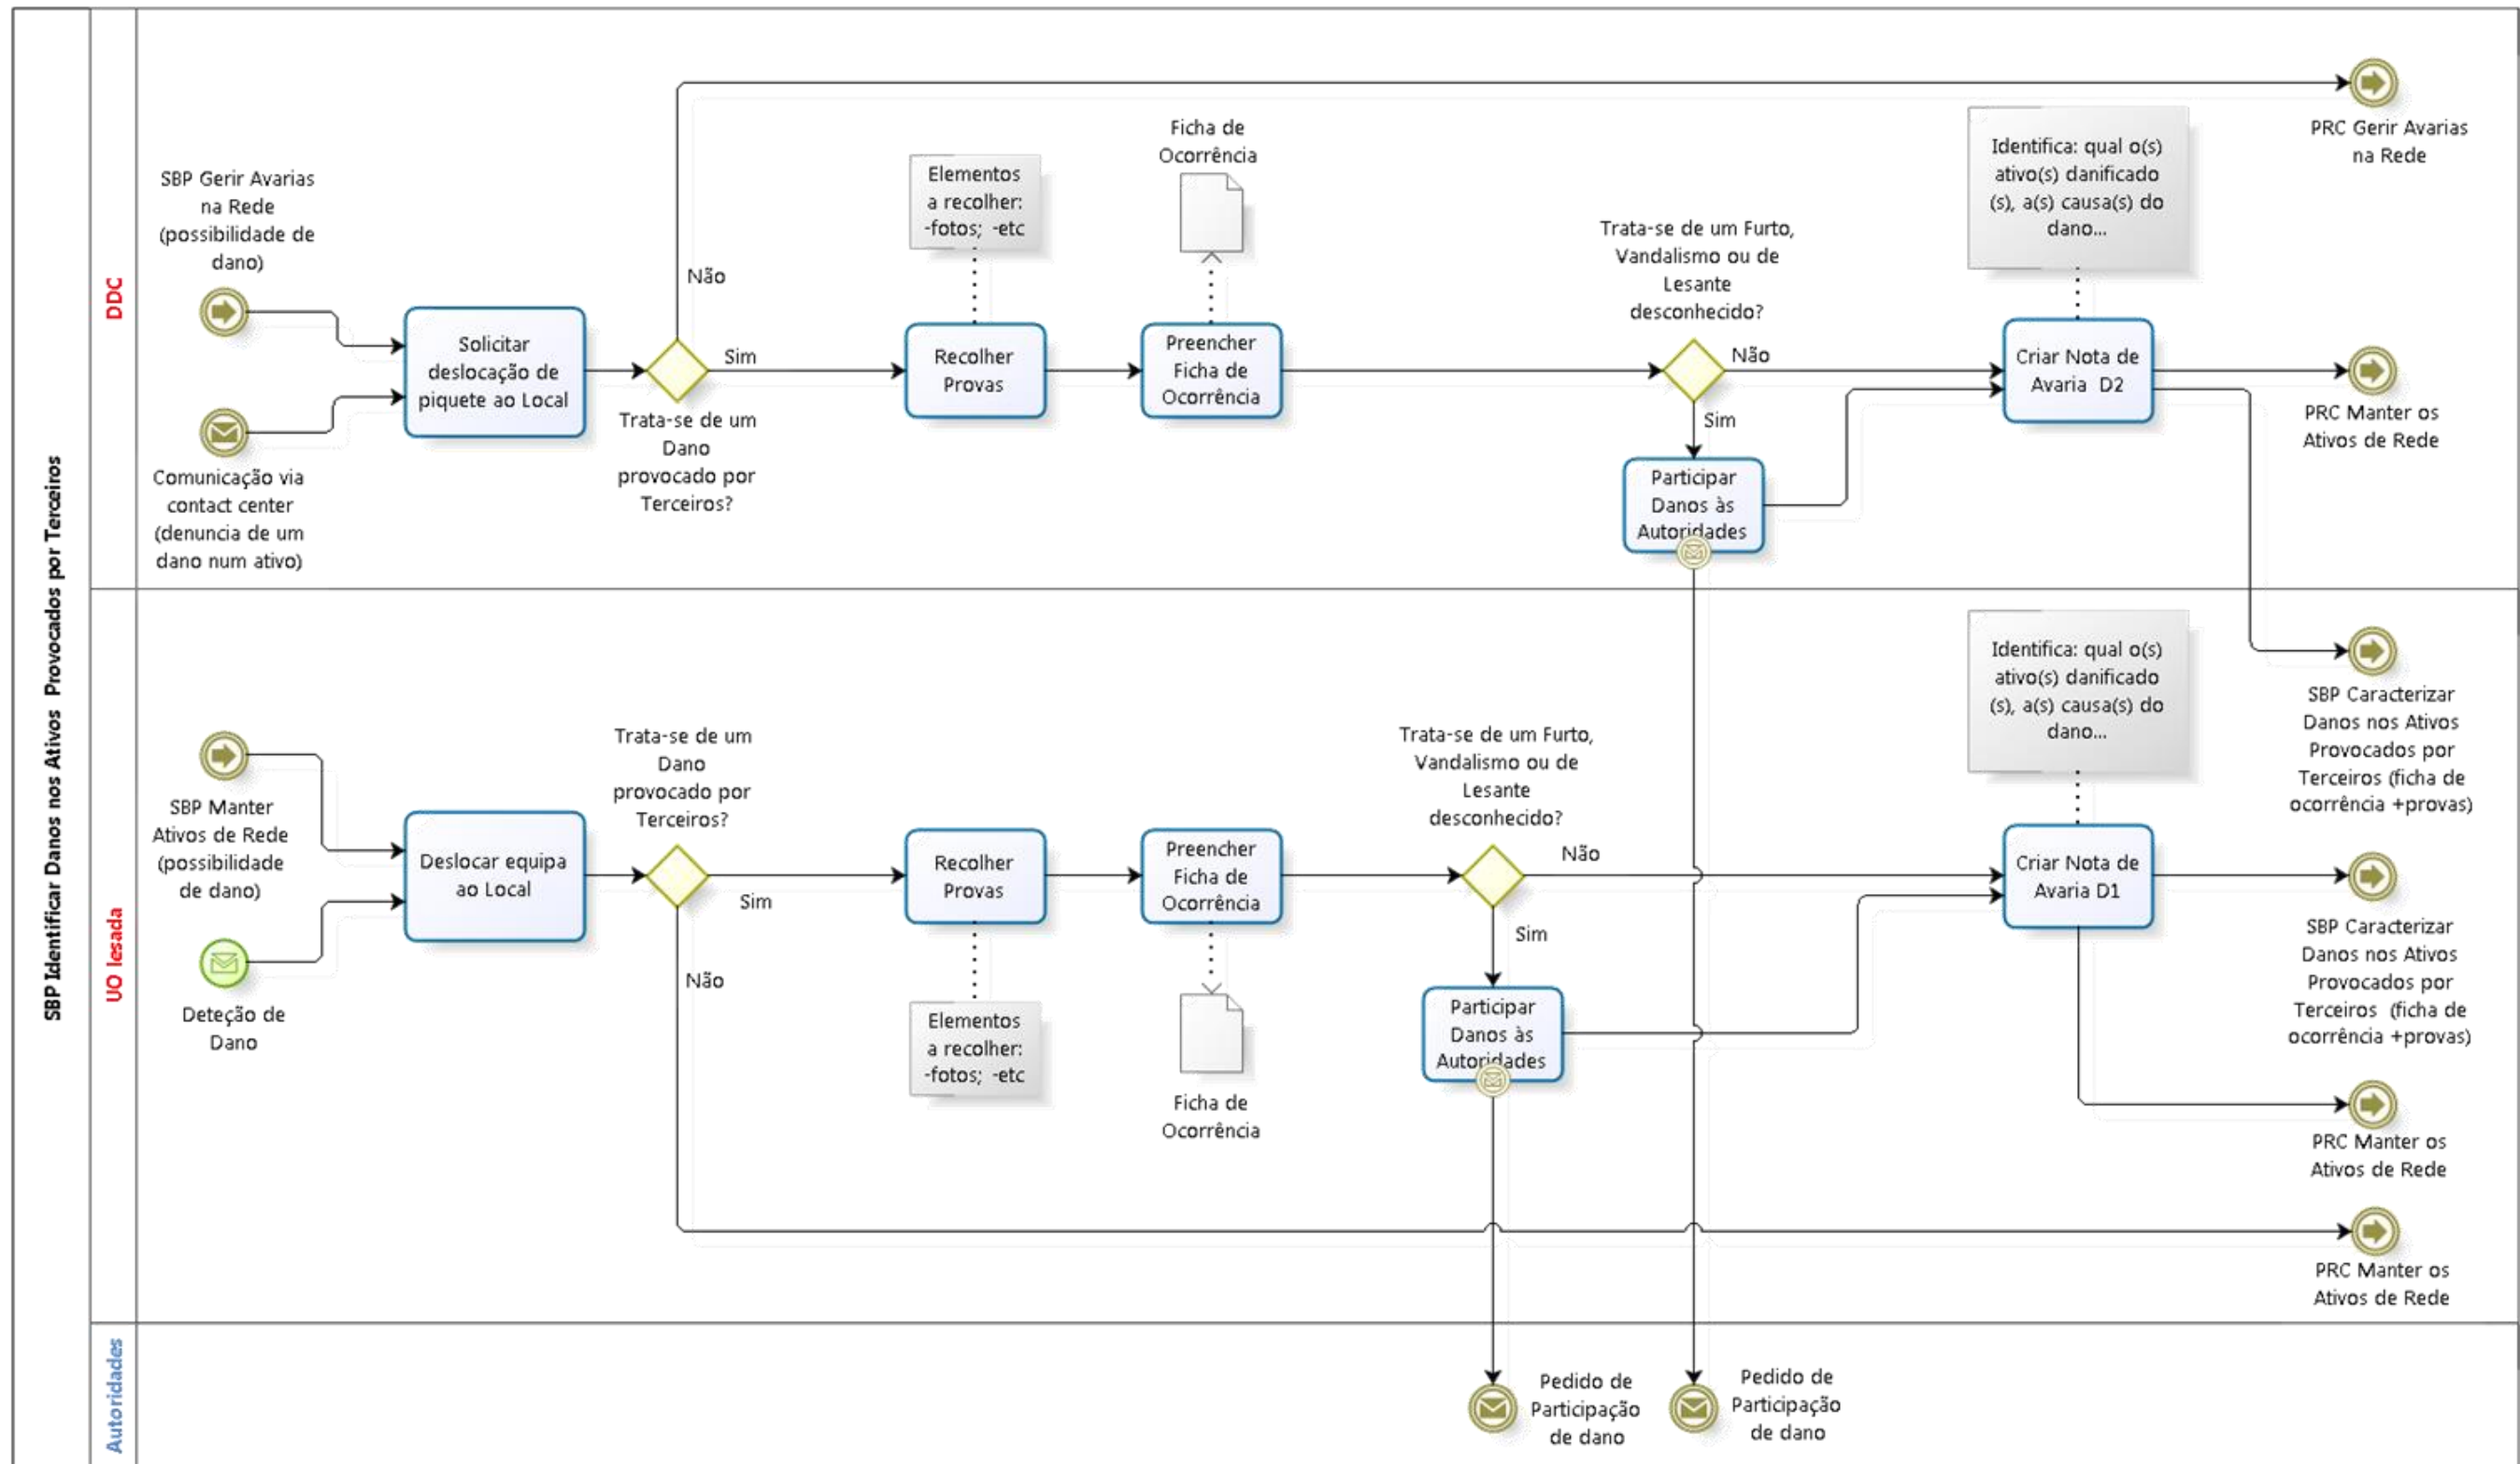 SBP Identificar Danos nos Ativos  Provocados por Terceiros
DDC
SBP Gerir Avarias
na Rede
(possibilidade de
dano)
Comunicação via
contact center
(denuncia de um
dano num ativo)
Solicitar
deslocação de
piquete ao Local
Não
Sim
Trata-se de um
Dano
provocado por
Terceiros?
Elementos
a recolher:
-fotos;  -etc
Recolher
Provas
Ficha de
Ocorrência
Preencher
Ficha de
Ocorrência
Trata-se de um Furto,
Vandalismo ou de
Lesante
desconhecido?
Não
Sim
Participar
Danos às
Autoridades
Identifica: qual o(s)
ativo(s) danificado
(s), a(s) causa(s) do
dano...
Criar Nota de
Avaria  D2
PRC Gerir Avarias
na Rede
PRC Manter os
Ativos de Rede
SBP Caracterizar
Danos nos Ativos
Provocados por
Terceiros (ficha de
ocorrência +provas)
UO lesada
SBP Manter
Ativos de Rede
(possibilidade
de dano)
Deteção de
Dano
Deslocar equipa
ao Local
Trata-se de um
Dano
provocado por
Terceiros?
Sim
Não
Recolher
Provas
Elementos
a recolher:
-fotos;  -etc
Preencher
Ficha de
Ocorrência
Ficha de
Ocorrência
Trata-se de um Furto,
Vandalismo ou de
Lesante
desconhecido?
Não
Sim
Participar
Danos às
Autoridades
Identifica: qual o(s)
ativo(s) danificado
(s), a(s) causa(s) do
dano...
Criar Nota de
Avaria D1
SBP Caracterizar
Danos nos Ativos
Provocados por
Terceiros  (ficha de
ocorrência +provas)
PRC Manter os
Ativos de Rede
PRC Manter os
Ativos de Rede
Autoridades
Pedido de
Participação
de dano
Pedido de
Participação
de dano